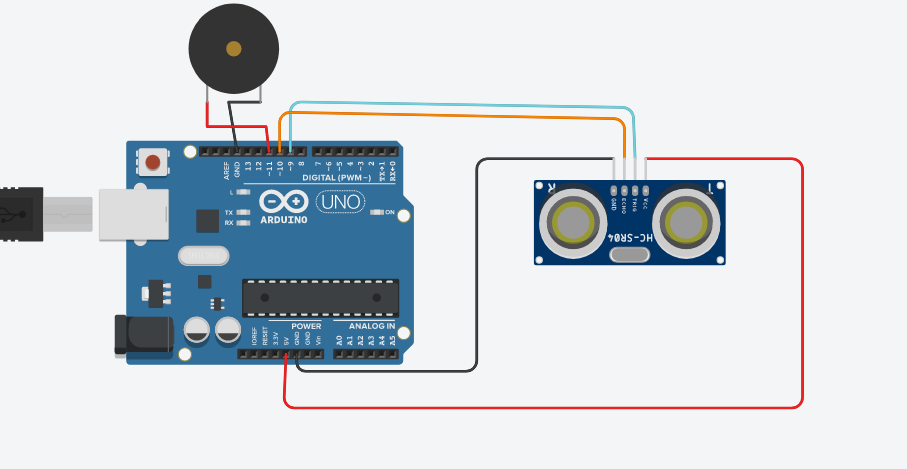 AREF
GND
13
12
~11
~10
~9
8
7
~6
~5
4
~3
2
TX→1
RX←0
DIGITAL (PWM~)
L
TX
RX
ARDUINO
UNO
ON
POWER
ANALOG IN
IOREF
RESET
3.3V
5V
GND
GND
Vin
A0
A1
A2
A3
A4
A5
R
T
GND
ECHO
TRIG
VCC
HC-SR04